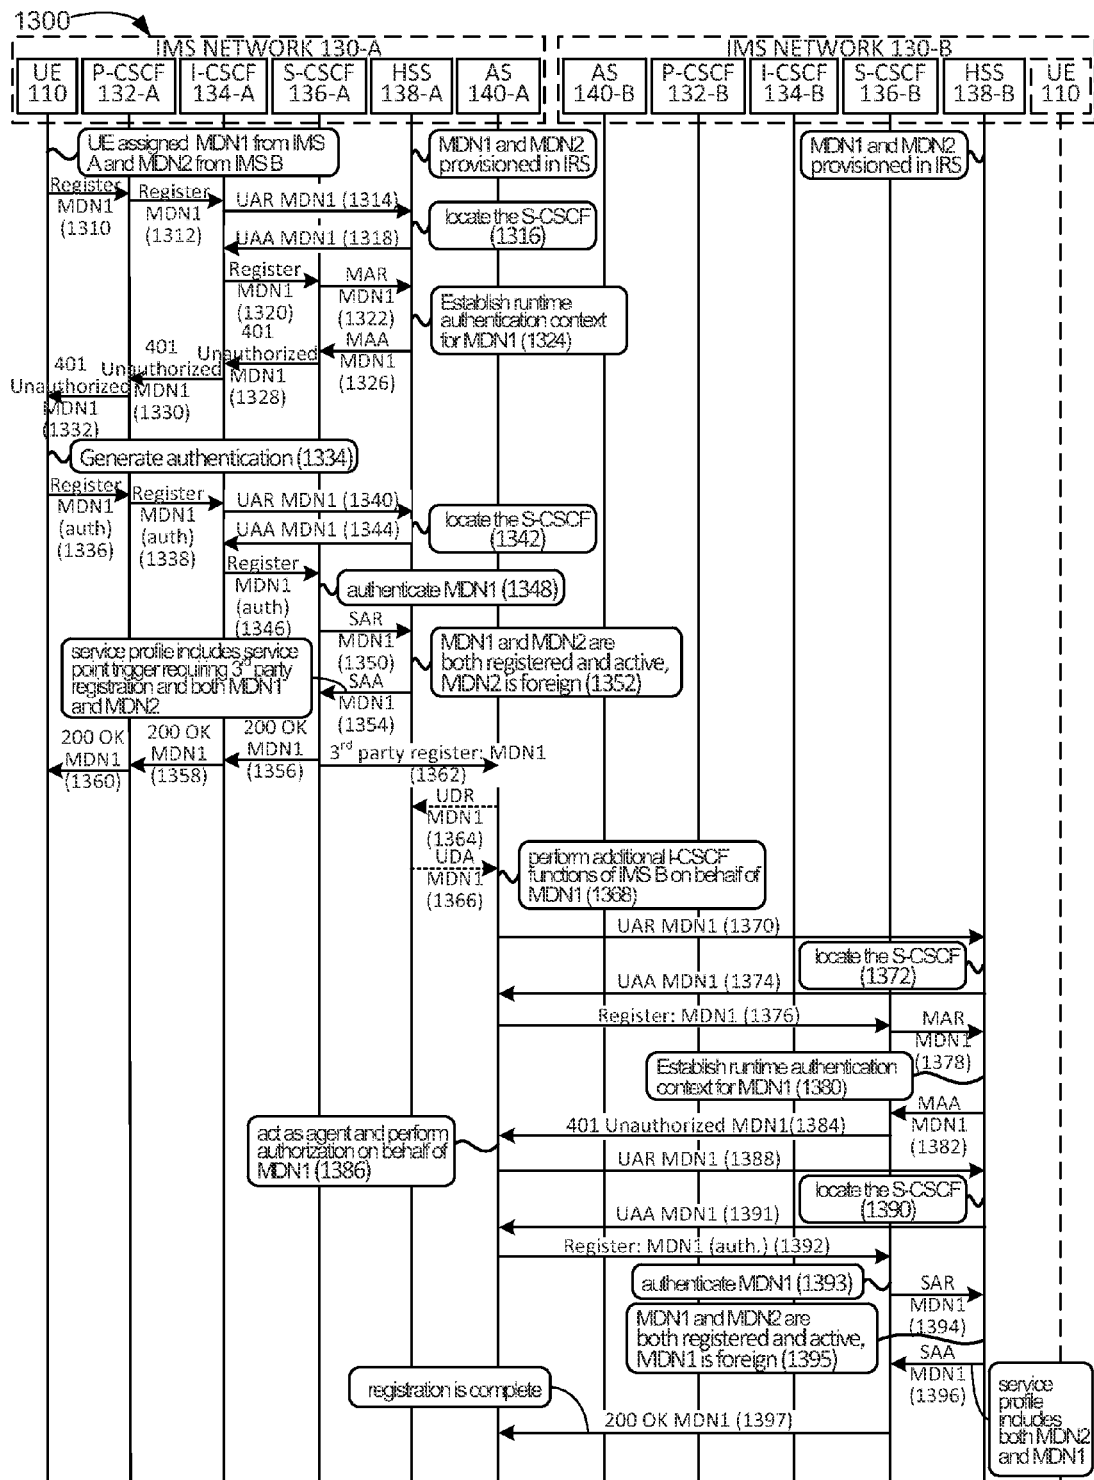 1300
IMS NETWORK 130-A
IMS NETWORK 130-B
UE 110
P-CSCF 132-A
I-CSCF 134-A
S-CSCF 136-A
HSS 138-A
AS 140-A
AS 140-B
P-CSCF 132-B
I-CSCF 134-B
S-CSCF 136-B
HSS 138-B
UE 110
UE assigned MDN1 from IMS
A and MDN2 from IMS B
MDN1 and MDN2
provisioned in IRS
MDN1 and MDN2
provisioned in IRS
Register
MDN1
(1310
Register
MDN1
(1312)
UAR MDN1 (1314)
locate the S-CSCF
(1316)
UAA MDN1 (1318)
Register
MDN1
(1320)
MAR
MDN1
(1322)
Establish runtime
authentication context
for MDN1 (1324)
MAA
MDN1
(1326)
401
Unauthorized
MDN1
(1328)
401
Unauthorized
MDN1
(1330)
401
Unauthorized
MDN1
(1332)
Generate authentication (1334)
Register
MDN1
(auth)
(1336)
Register
MDN1
(auth)
(1338)
UAR MDN1 (1340)
locate the S-CSCF
(1342)
UAA MDN1 (1344)
Register
MDN1
(auth)
(1346)
authenticate MDN1 (1348)
SAR
MDN1
(1350)
MDN1 and MDN2 are
both registered and active,
MDN2 is foreign (1352)
service profile includes service
point trigger requiring 3rd party
registration and both MDN1
and MDN2
SAA
MDN1
(1354)
200 OK
MDN1
(1356)
200 OK
MDN1
(1358)
200 OK
MDN1
(1360)
3rd party register: MDN1
(1362)
UDR
MDN1
(1364)
UDA
MDN1
(1366)
perform additional I-CSCF
functions of IMS B on behalf of
MDN1 (1368)
UAR MDN1 (1370)
locate the S-CSCF
(1372)
UAA MDN1 (1374)
Register: MDN1 (1376)
MAR
MDN1
(1378)
Establish runtime authentication
context for MDN1 (1380)
MAA
MDN1
(1382)
401 Unauthorized MDN1(1384)
act as agent and perform
authorization on behalf of
MDN1 (1386)
UAR MDN1 (1388)
locate the S-CSCF
(1390)
UAA MDN1 (1391)
Register: MDN1 (auth.) (1392)
authenticate MDN1 (1393)
SAR
MDN1
(1394)
MDN1 and MDN2 are
both registered and active,
MDN1 is foreign (1395)
SAA
MDN1
(1396)
service
profile
includes
both MDN2
and MDN1
registration is complete
200 OK MDN1 (1397)